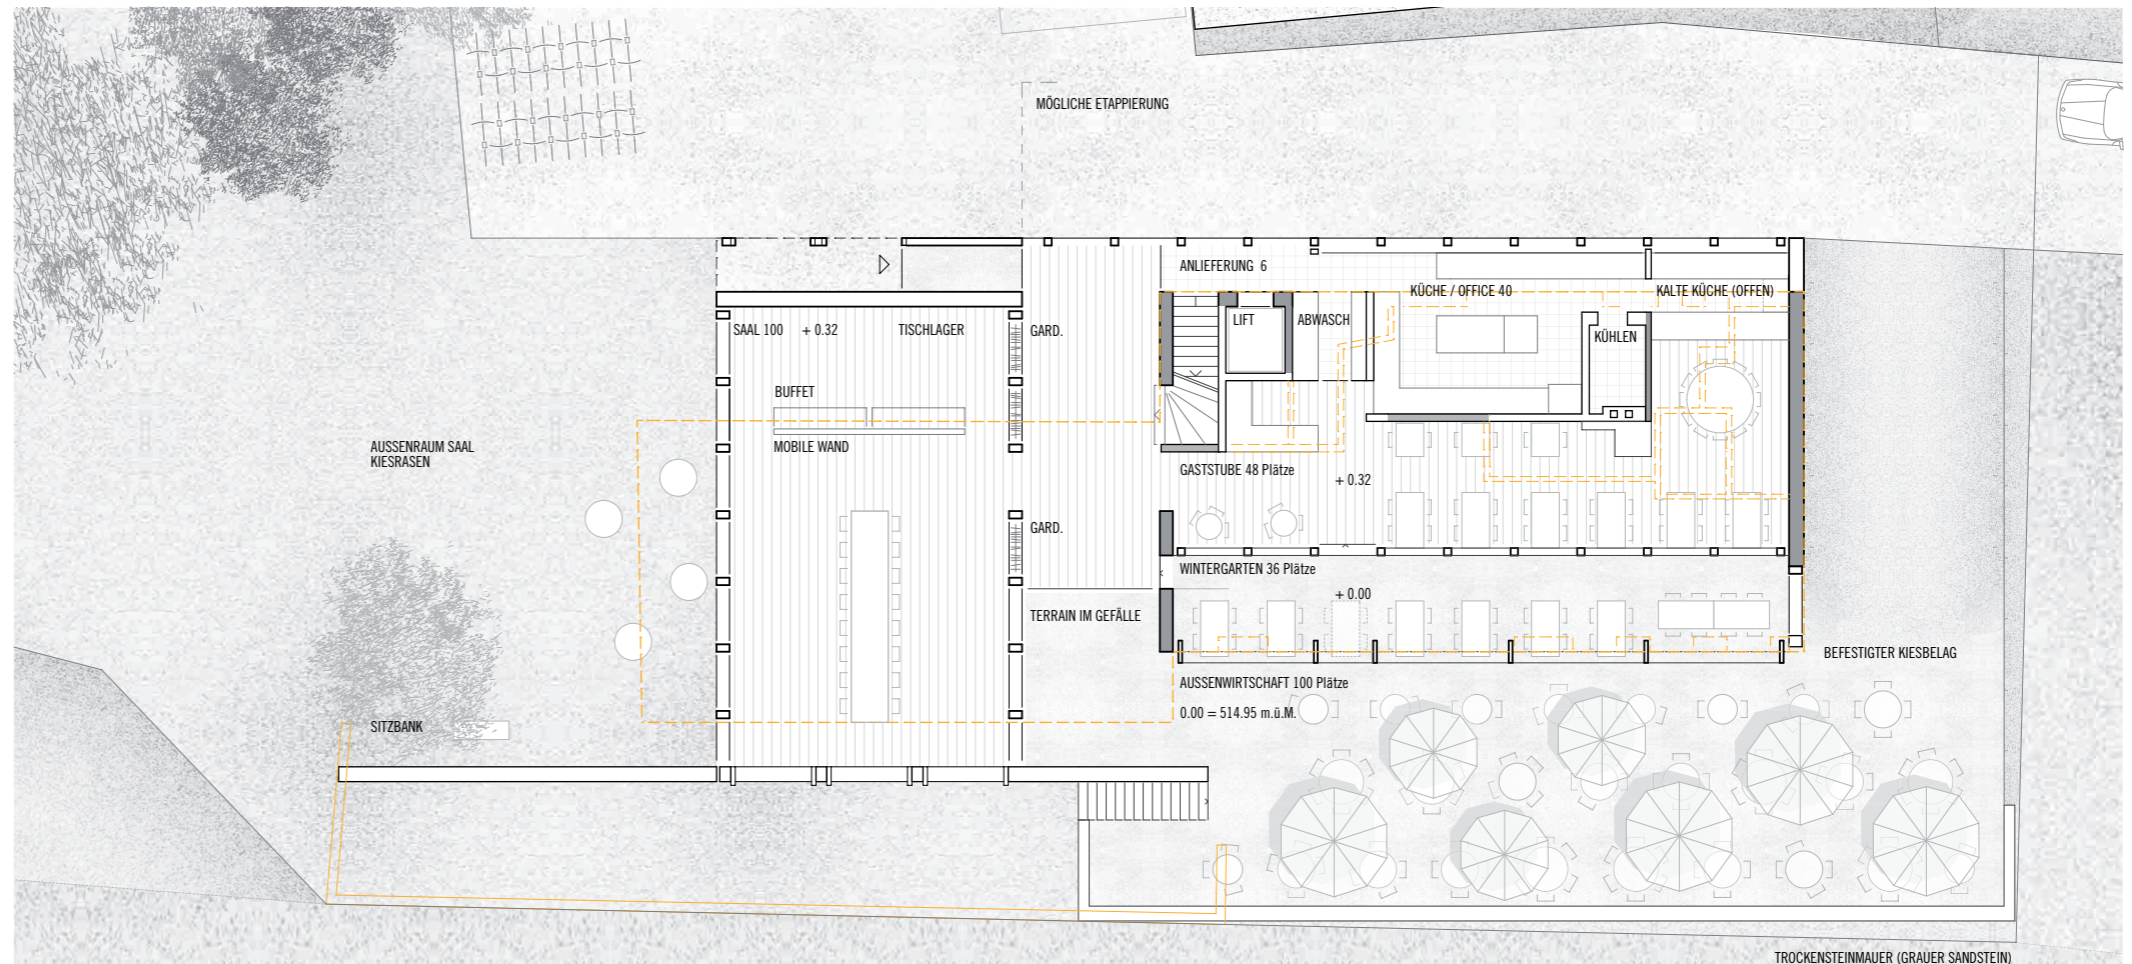 MÖGLICHE ETAPPIERUNG
ANLIEFERUNG 6
KÜCHE / OFFICE 40
KALTE KÜCHE (OFFEN)
SAAL 100 + 0.32
TISCHLAGER
GARD.
LIFT
ABWASCH
KÜHLEN
BUFFET
MOBILE WAND
AUSSENRAUM SAAL
KIESRASEN
GASTSTUBE 48 Plätze
+ 0.32
GARD.
WINTERGARTEN 36 Plätze
+ 0.00
TERRAIN IM GEFÄLLE
BEFESTIGTER KIESBELAG
AUSSENWIRTSCHAFT 100 Plätze
0.00 = 514.95 m.ü.M.
SITZBANK
TROCKENSTEINMAUER (GRAUER SANDSTEIN)